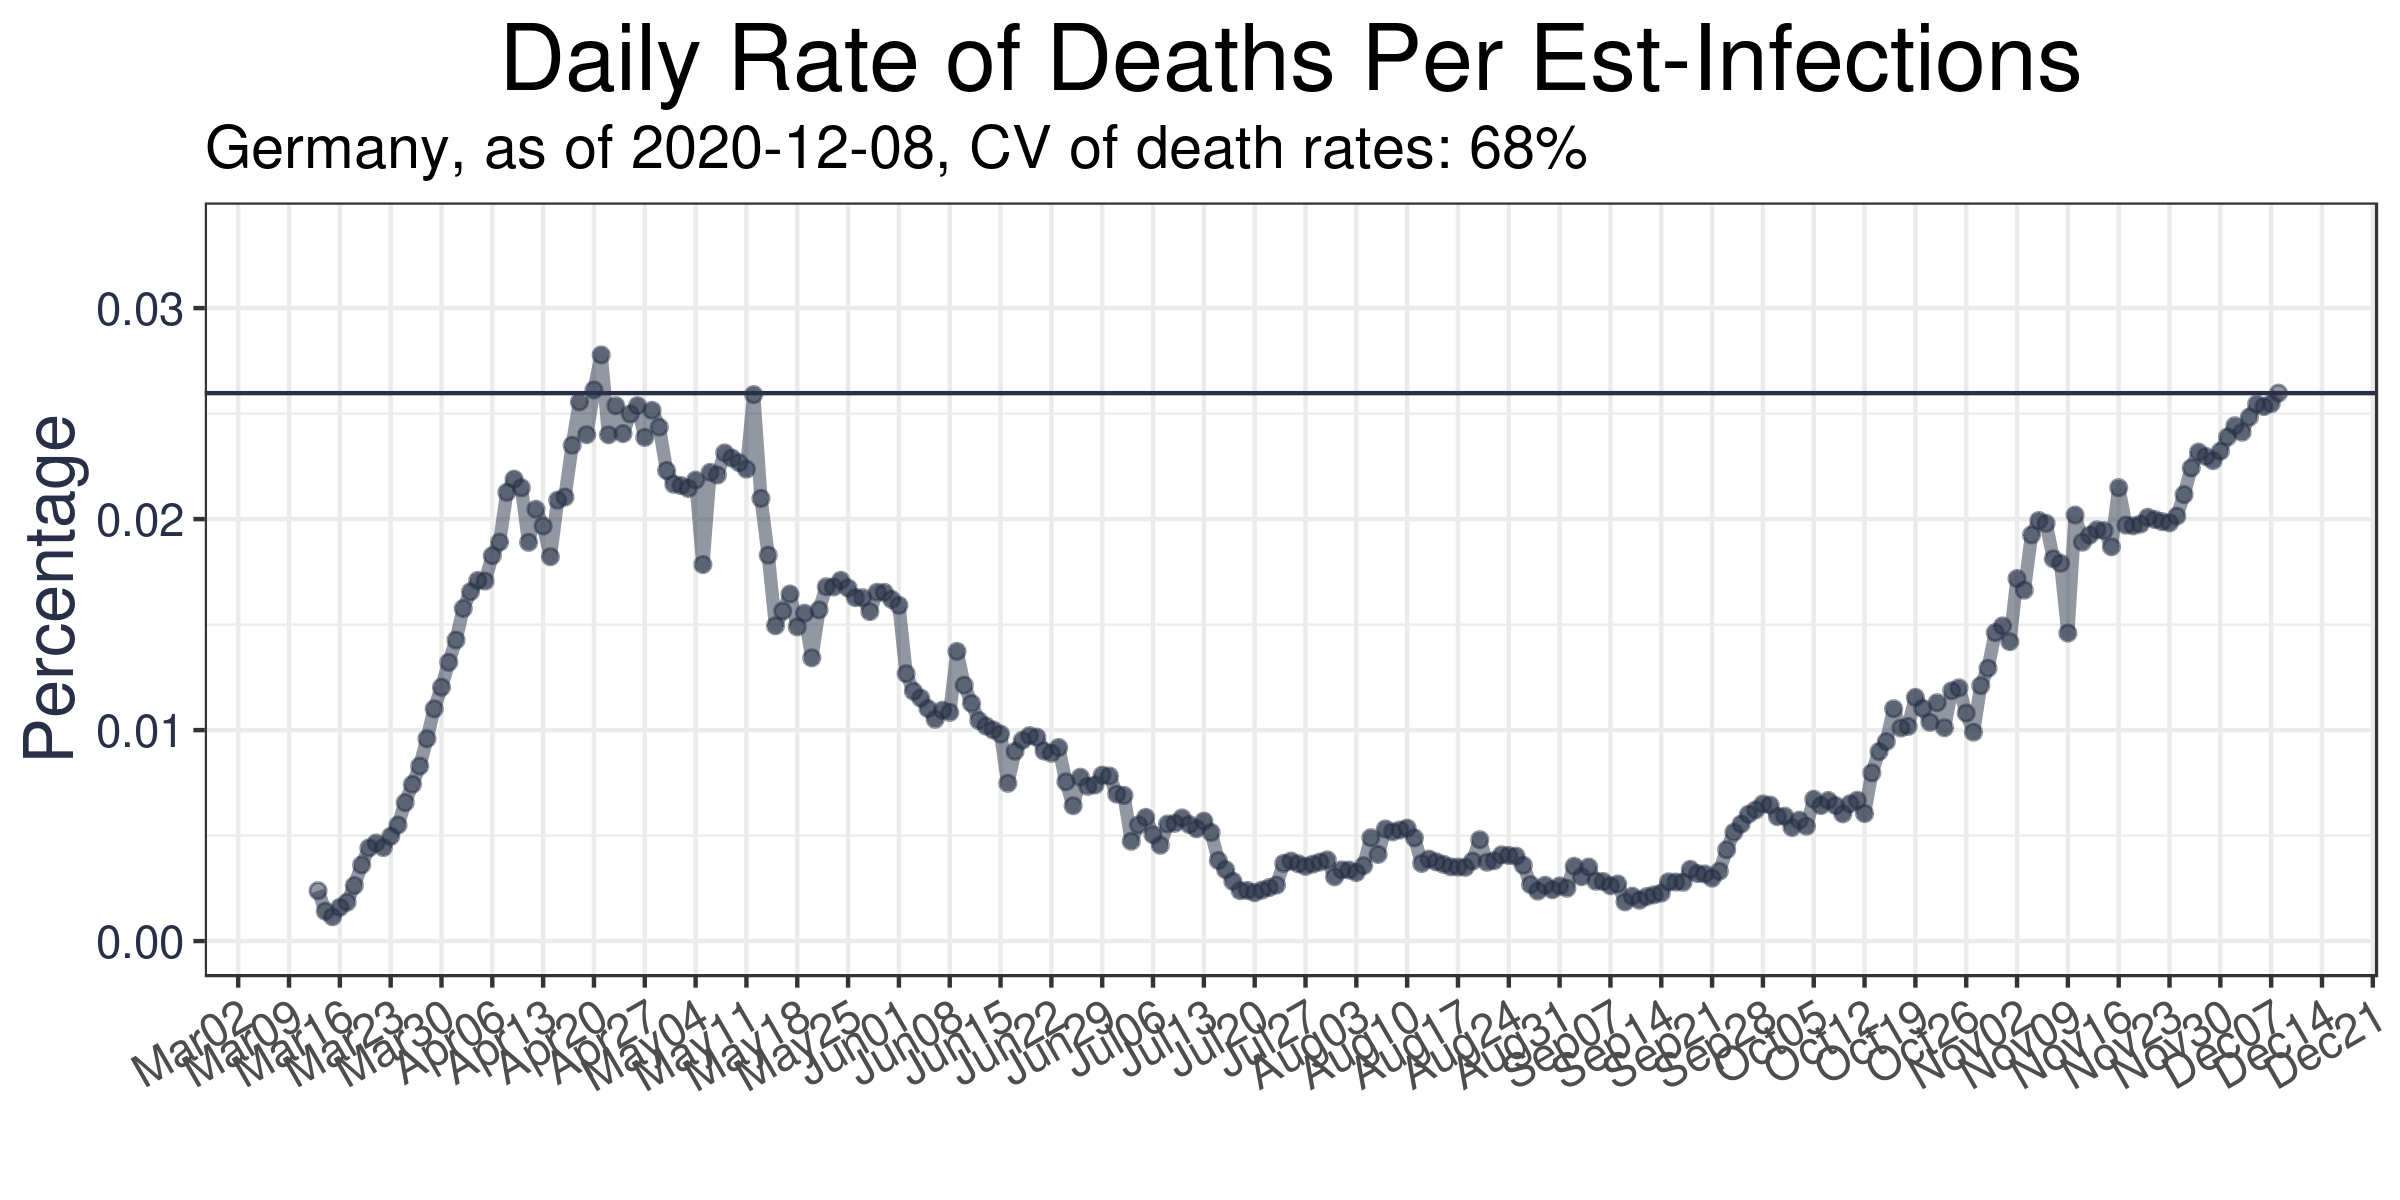 Daily Rate of Deaths Per Est-Infections
Germany, as of 2020-12-08, CV of death rates: 68%
Percentage
0.03
0.02
0.01
0.00
Mar02
Mar09
Mar16
Mar23
Mar30
Apr06
Apr13
Apr20
Apr27
May04
May11
May18
May25
Jun01
Jun08
Jun15
Jun22
Jun29
Jul06
Jul13
Jul20
Jul27
Aug03
Aug10
Aug17
Aug24
Aug31
Sep07
Sep14
Sep21
Sep28
Oct05
Oct12
Oct19
Oct26
Nov02
Nov09
Nov16
Nov23
Nov30
Dec07
Dec14
Dec21